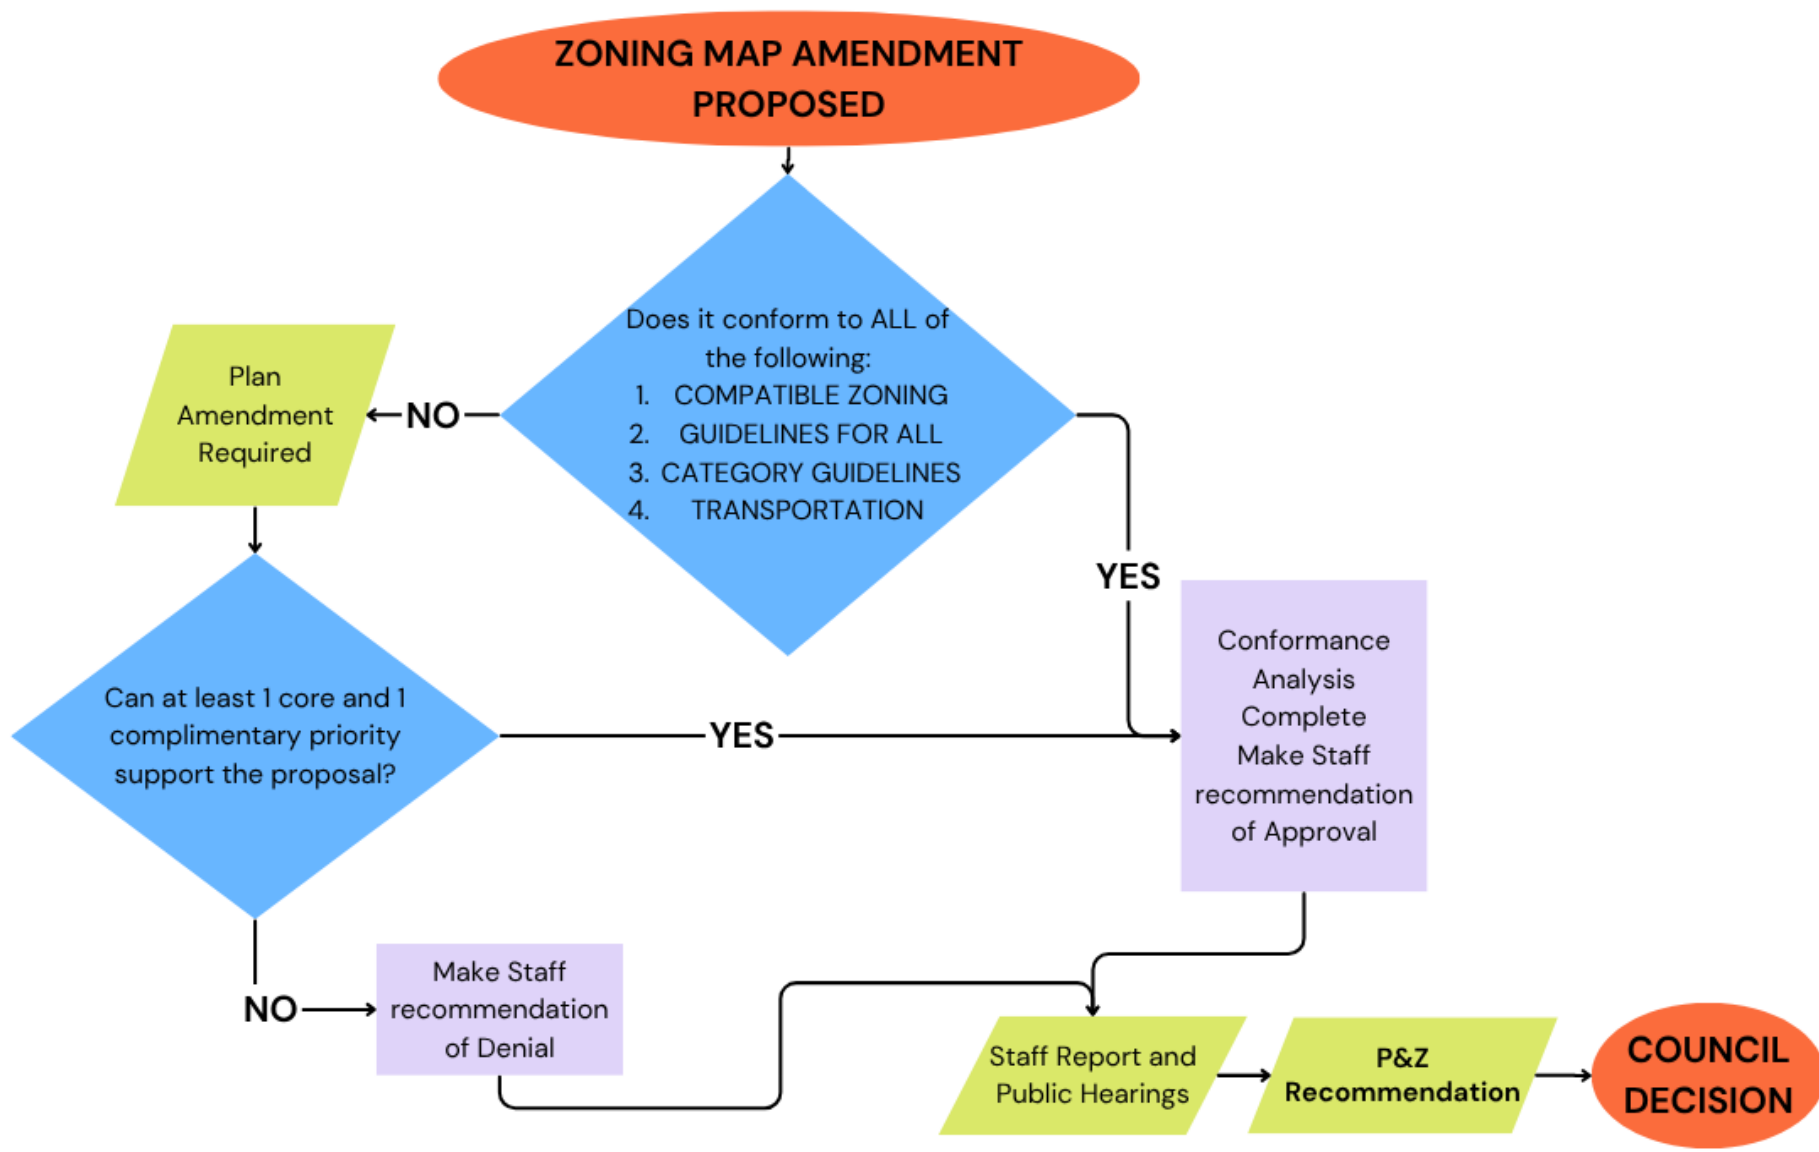 ZONING MAP AMENDMENT
PROPOSED
Does it conform to ALL of
the following:
1. COMPATIBLE ZONING
2. GUIDELINES FOR ALL
3. CATEGORY GUIDELINES
4. TRANSPORTATION
NO
Plan
Amendment
Required
YES
Can at least 1 core and 1
complimentary priority
support the proposal?
YES
Conformance
Analysis
Complete
Make Staff
recommendation
of Approval
NO
Make Staff
recommendation
of Denial
Staff Report and
Public Hearings
P&Z
Recommendation
COUNCIL
DECISION